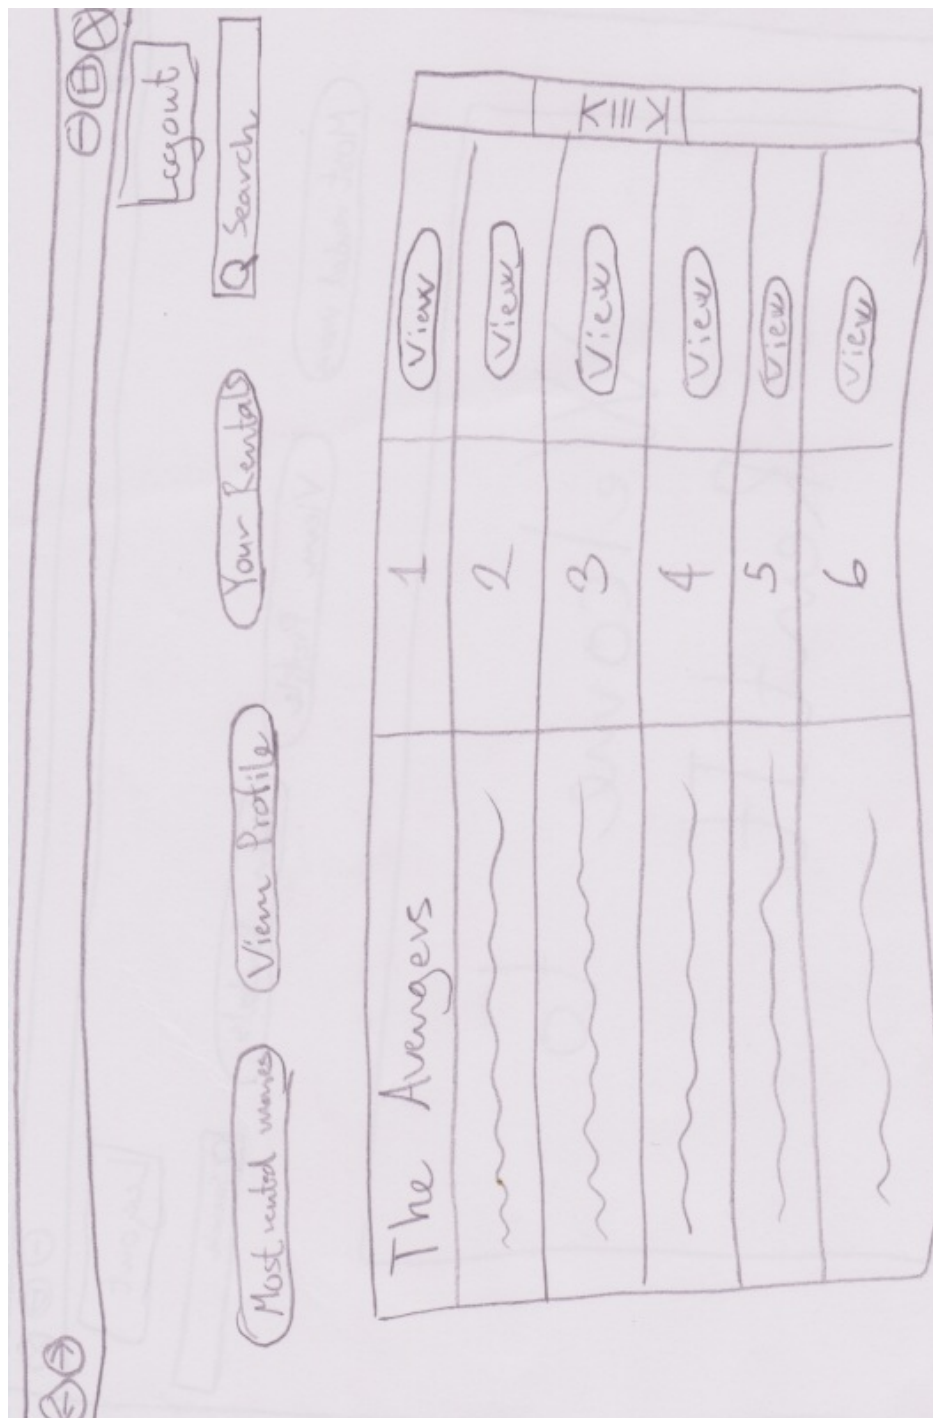 Logout
Most rented movies View Profile Your Rentals Search
The Avengers 1 View
2 View
3 View
4 View
5 View
6 View